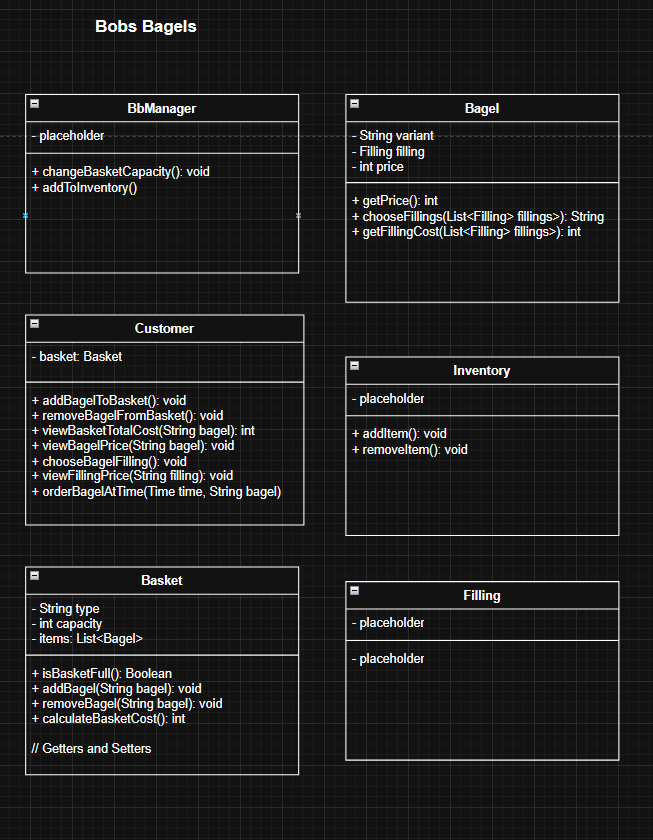 Bobs Bagels
BbManager
- placeholder
+ changeBasketCapacity(): void
+ addToInventory()
Bagel
- String variant
- Filling filling
- int price
+ getPrice(): int
+ chooseFillings(List<Filling> fillings>): String
+ getFillingCost(List<Filling> fillings>): int
Customer
- basket: Basket
+ addBagelToBasket(): void
+ removeBagelFromBasket(): void
+ viewBasketTotalCost(String bagel): int
+ viewBagelPrice(String bagel): void
+ chooseBagelFilling(): void
+ viewFillingPrice(String filling): void
+ orderBagelAtTime(Time time, String bagel)
Inventory
- placeholder
+ addItem(): void
+ removeItem(): void
Basket
- String type
- int capacity
- items: List<Bagel>
+ isBasketFull(): Boolean
+ addBagel(String bagel): void
+ removeBagel(String bagel): void
+ calculateBasketCost(): int
// Getters and Setters
Filling
- placeholder
- placeholder